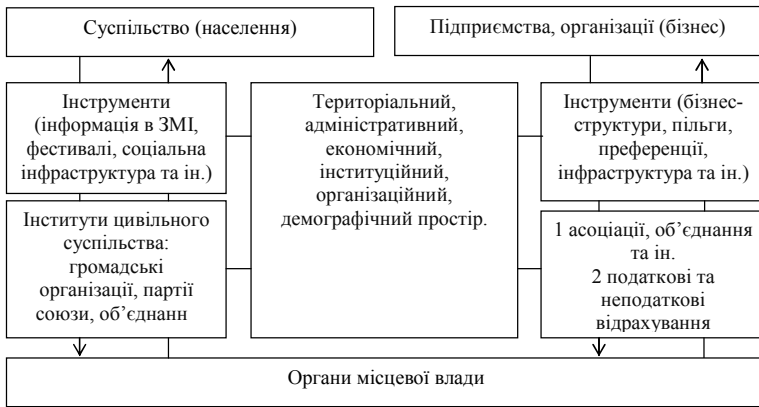 Суспільство (населення)
Підприємства, організації (бізнес)
Інструменти
(інформація в ЗМІ,
фестивалі, соціальна
інфраструктура та ін.)
Територіальний,
адміністративний,
економічний,
інституційний,
організаційний,
демографічний простір.
Інструменти (бізнес-
структури, пільги,
преференції,
інфраструктура та ін.)
Інститути цивільного
суспільства:
громадські
організації, партії
союзи, об’єднанн
1 асоціації, об’єднання
та ін.
2 податкові та
неподаткові
відрахування
Органи місцевої влади